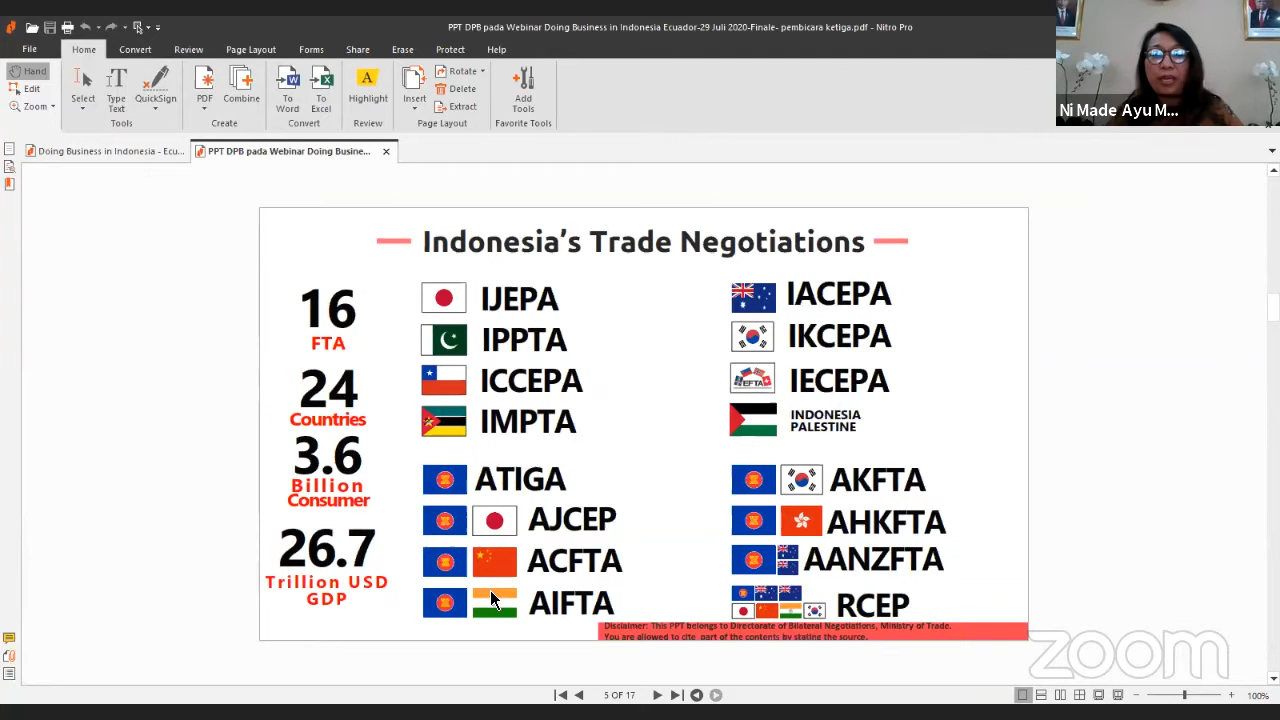 PPT DPB pada Webinar Doing Business in Indonesia Ecuador-29 Juli 2020-Finale- pembicara ketiga.pdf - Nitro Pro
File Home Convert Review Page Layout Forms Share Erase Protect Help
Hand
Edit
Zoom
Select
Type Text
QuickSign
Tools
PDF
Combine
Create
To Word
To Excel
Convert
Highlight
Review
Insert
Rotate
Delete
Extract
Page Layout
Add Tools
Favorite Tools
Ni Made Ayu M...
Doing Business in Indonesia - Ecu...
PPT DPB pada Webinar Doing Busine...
Indonesia's Trade Negotiations
16
FTA
24
Countries
3.6
Billion
Consumer
26.7
Trillion USD
GDP
IJEPA
IPPTA
ICCEPA
IMPTA
IACEPA
IKCEPA
EFTA
IECEPA
INDONESIA
PALESTINE
ATIGA
AJCEP
ACFTA
AIFTA
AKFTA
AHKFTA
AANZFTA
RCEP
Disclaimer: This PPT belongs to Directorate of Bilateral Negotiations, Ministry of Trade.
You are allowed to cite part of the contents by stating the source.
zoom
5 OF 17
100%